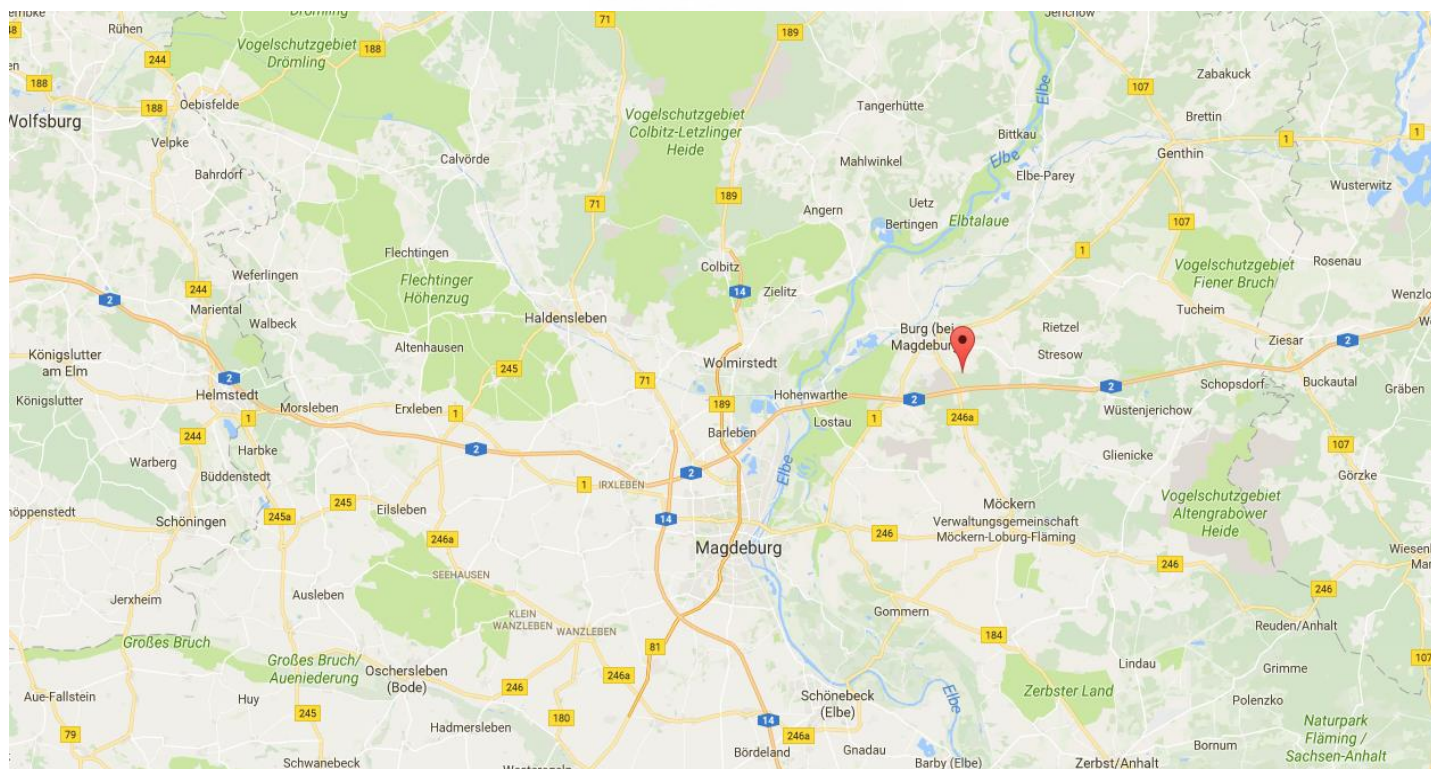 71
189
Jerichow
48
Rühen
Drömling
Vogelschutzgebiet
Drömling
188
244
188
188
Oebisfelde
Wolfsburg
Velpke
Bahrdorf
Calvörde
Vogelschutzgebiet
Colbitz-Letzlinger
Heide
Tangerhütte
Mahlwinkel
Elbe
Elbe
Bittkau
Elbe-Parey
Zabakuck
107
Brettin
1
1
Genthin
Wusterwitz
71
189
Angern
Uetz
Bertingen
Elbtalaue
107
1
Flechtingen
Flechtinger
Höhenzug
Weferlingen
244
2
Mariental
Walbeck
Colbitz
14
Zielitz
Elbe
Vogelschutzgebiet
Fiener Bruch
Rosenau
Tucheim
Haldensleben
Altenhausen
Burg (bei
Magdeburg
Rietzel
Stresow
Ziesar
2
Königslutter
am Elm
Königslutter
2
Helmstedt
245
71
Wolmirstedt
Hohenwarthe
2
2
Schopsdorf
Buckautal
Gräben
Morsleben
Erxleben
1
1
189
Barleben
Lostau
1
246a
Wüstenjerichow
244
Harbke
Warberg
Büddenstedt
2
2
Elbe
Glienicke
107
Görzke
IRXLEBEN
1
Schöningen
245a
245
Eilsleben
14
Möckern
Verwaltungsgemeinschaft
Möckern-Loburg-Fläming
Vogelschutzgebiet
Altengrabower
Heide
246a
Magdeburg
246
246
246
SEEHAUSEN
Jerxheim
Ausleben
KLEIN
WANZLEBEN
WANZLEBEN
Gommern
184
Reuden/Anhalt
Großes Bruch
Großes Bruch/
Aueniederung
Oschersleben
(Bode)
81
246a
246
Lindau
Grimme
107
Aue-Fallstein
Huy
245
Hadmersleben
180
Schönebeck
(Elbe)
Elbe
Zerbster Land
Polenzko
79
14
246a
Bördeland
Gnadau
Bornum
Naturpark
Fläming /
Sachsen-Anhalt
Schwanebeck
Barby (Elbe)
Zerbst/Anhalt